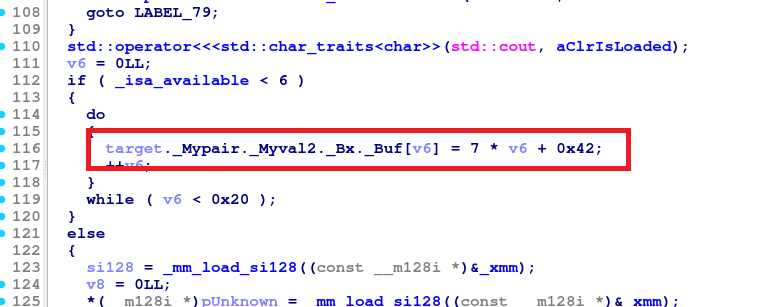 108 goto LABEL_79;
109 }
110 std::operator<<<std::char_traits<char>>(std::cout, aClrIsLoaded);
111 v6 = 0LL;
112 if ( _isa_available < 6 )
113 {
114 do
115 {
116 target._Mypair._Myval2._Bx._Buf[v6] = 7 * v6 + 0x42;
117 ++v6;
118 }
119 while ( v6 < 0x20 );
120 }
121 else
122 {
123 si128 = _mm_load_si128((const __m128i *)&_xmm);
124 v8 = 0LL;
125 *(__m128i *)pUnknown = _mm_load_si128((const __m128i *)&_xmm);